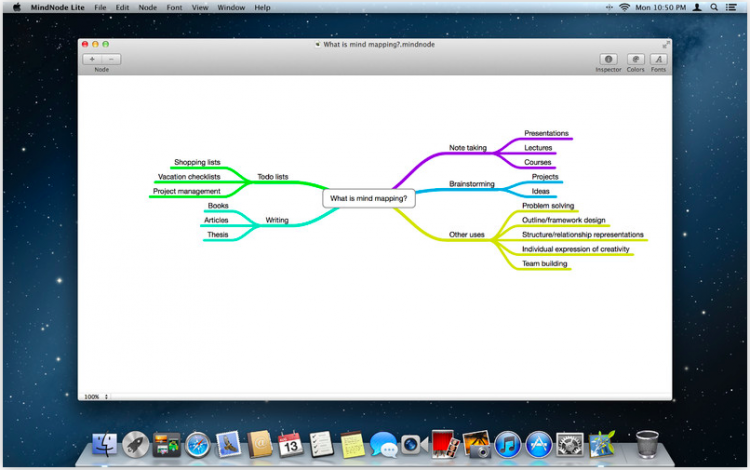 MindNode Lite File Edit Node Font View Window Help Mon 10:50 PM
What is mind mapping?.mindnode
Node Inspector Colors Fonts
What is mind mapping?
Todo lists
Shopping lists
Vacation checklists
Project management
Writing
Books
Articles
Thesis
Note taking
Presentations
Lectures
Courses
Brainstorming
Projects
Ideas
Other uses
Problem solving
Outline/framework design
Structure/relationship representations
Individual expression of creativity
Team building
100%
13